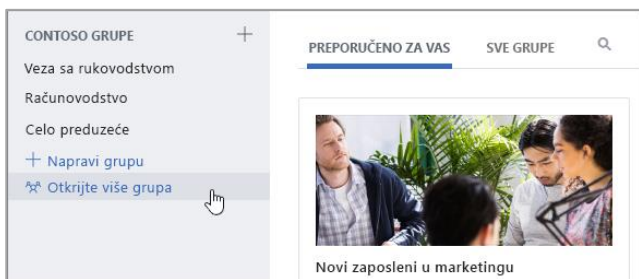 CONTOSO GRUPE
Veza sa rukovodstvom
Računovodstvo
Celo preduzeće
Napravi grupu
Otkrijte više grupa
PREPORUČENO ZA VAS
SVE GRUPE
Novi zaposleni u marketingu